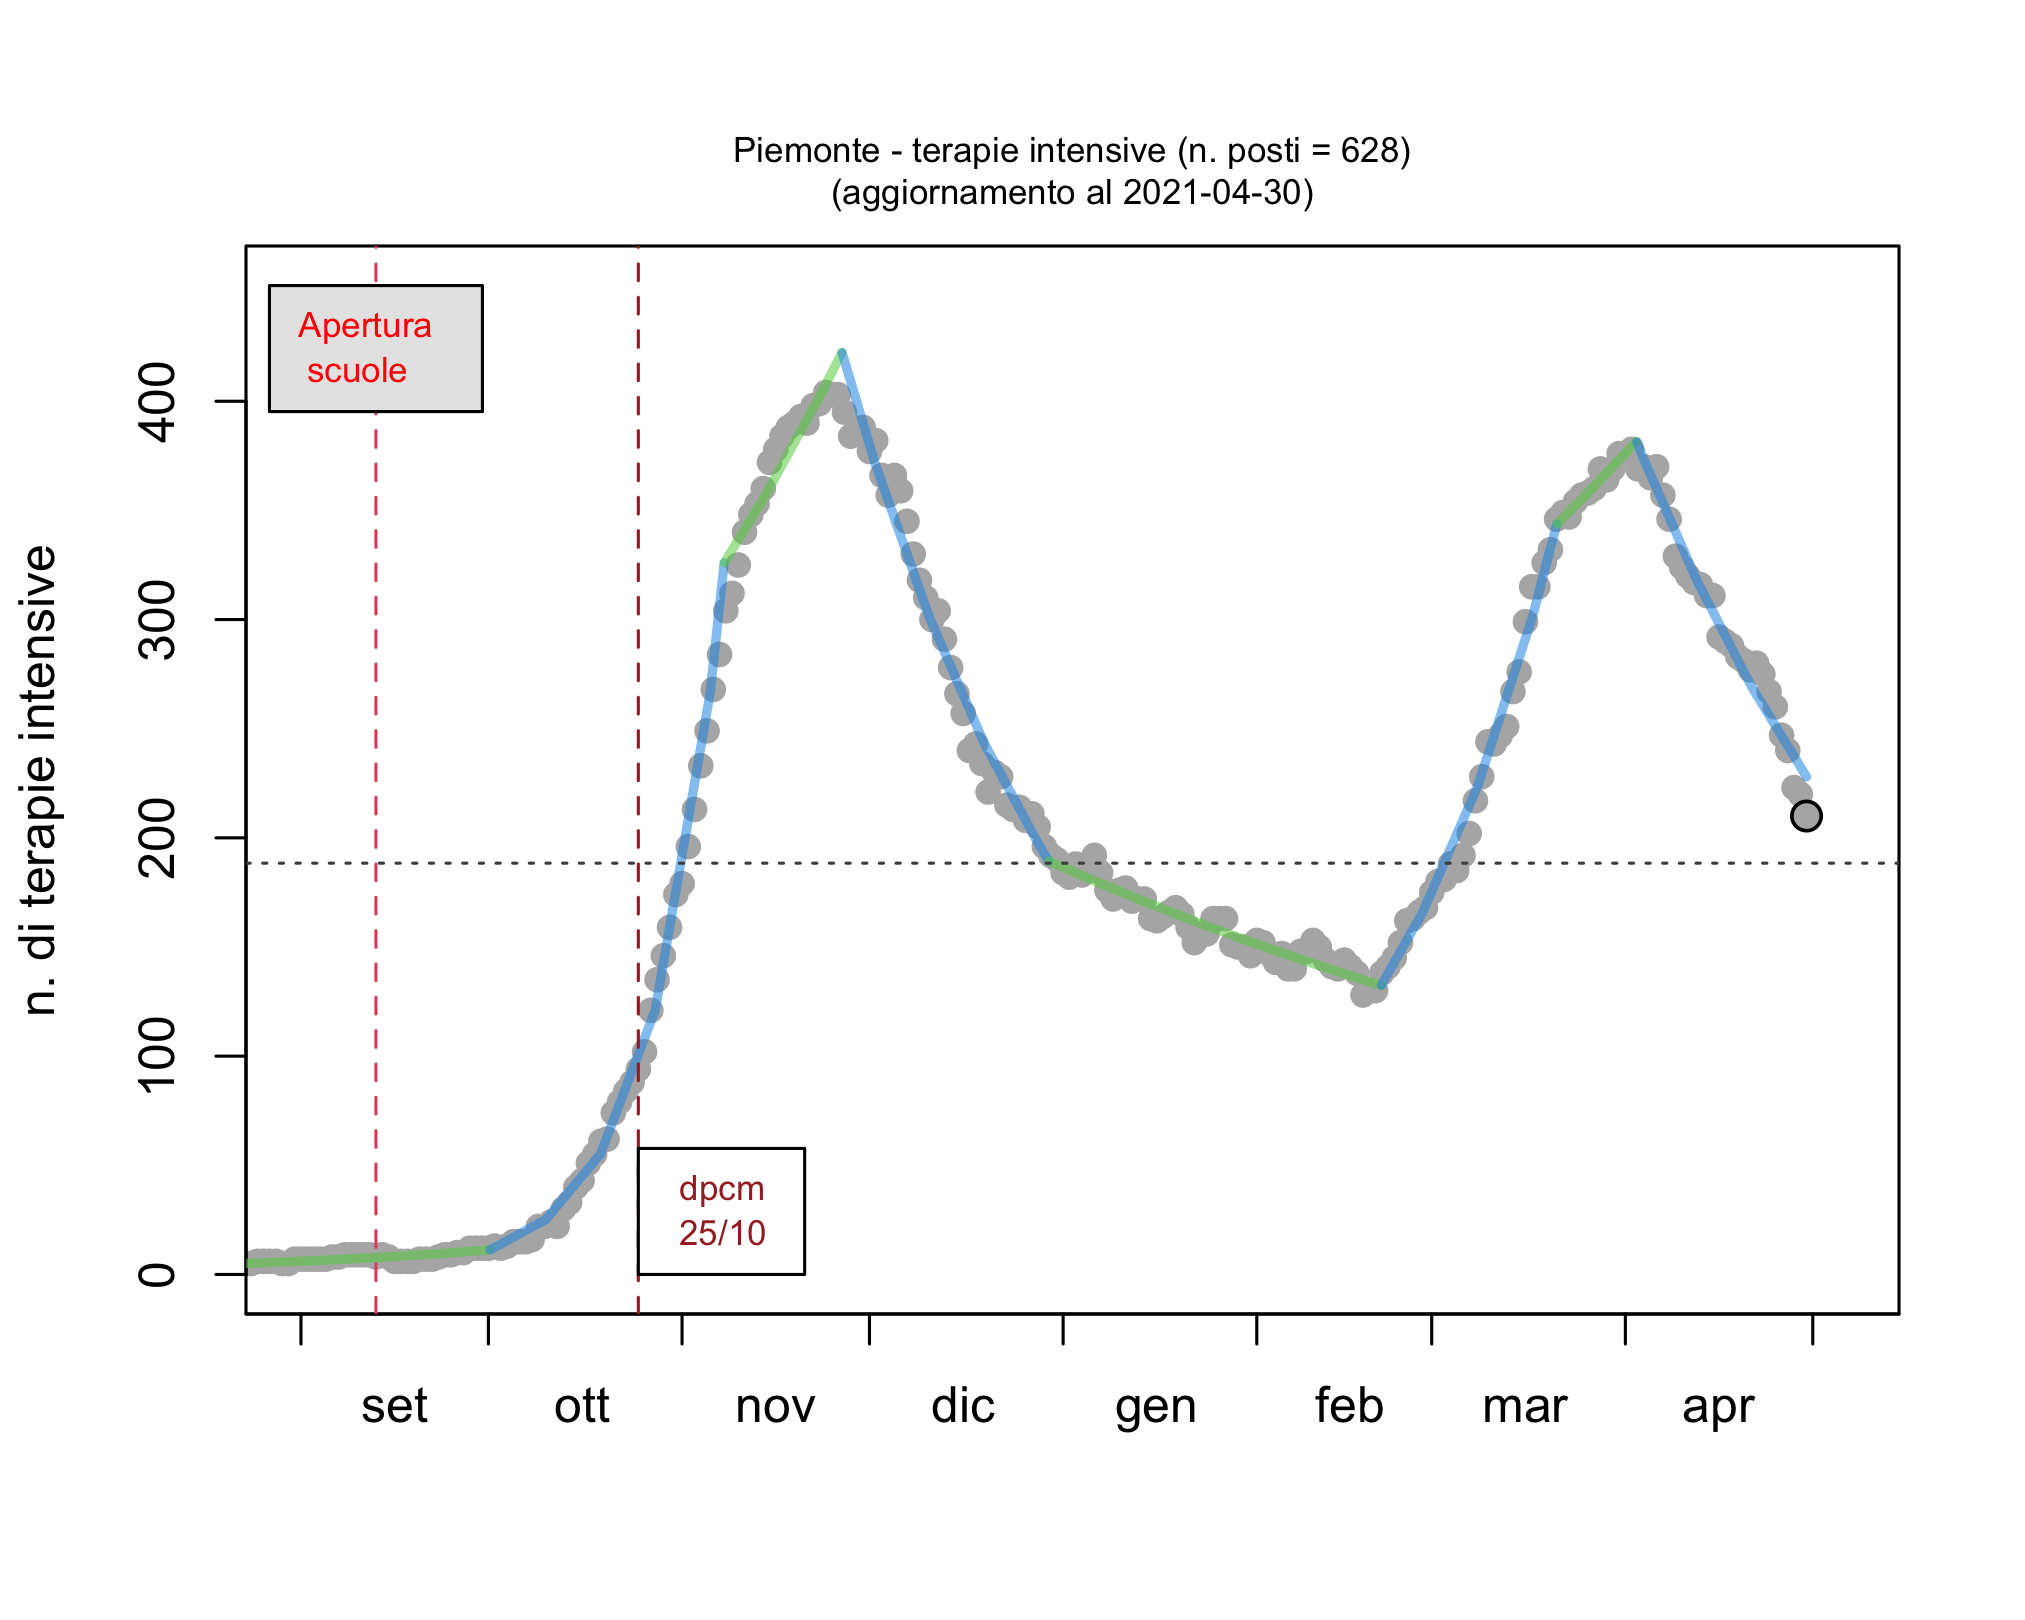 Piemonte - terapie intensive (n. posti = 628)
(aggiornamento al 2021-04-30)
Apertura
scuole
dpcm
25/10
n. di terapie intensive
400
300
200
100
0
set ott nov dic gen feb mar apr